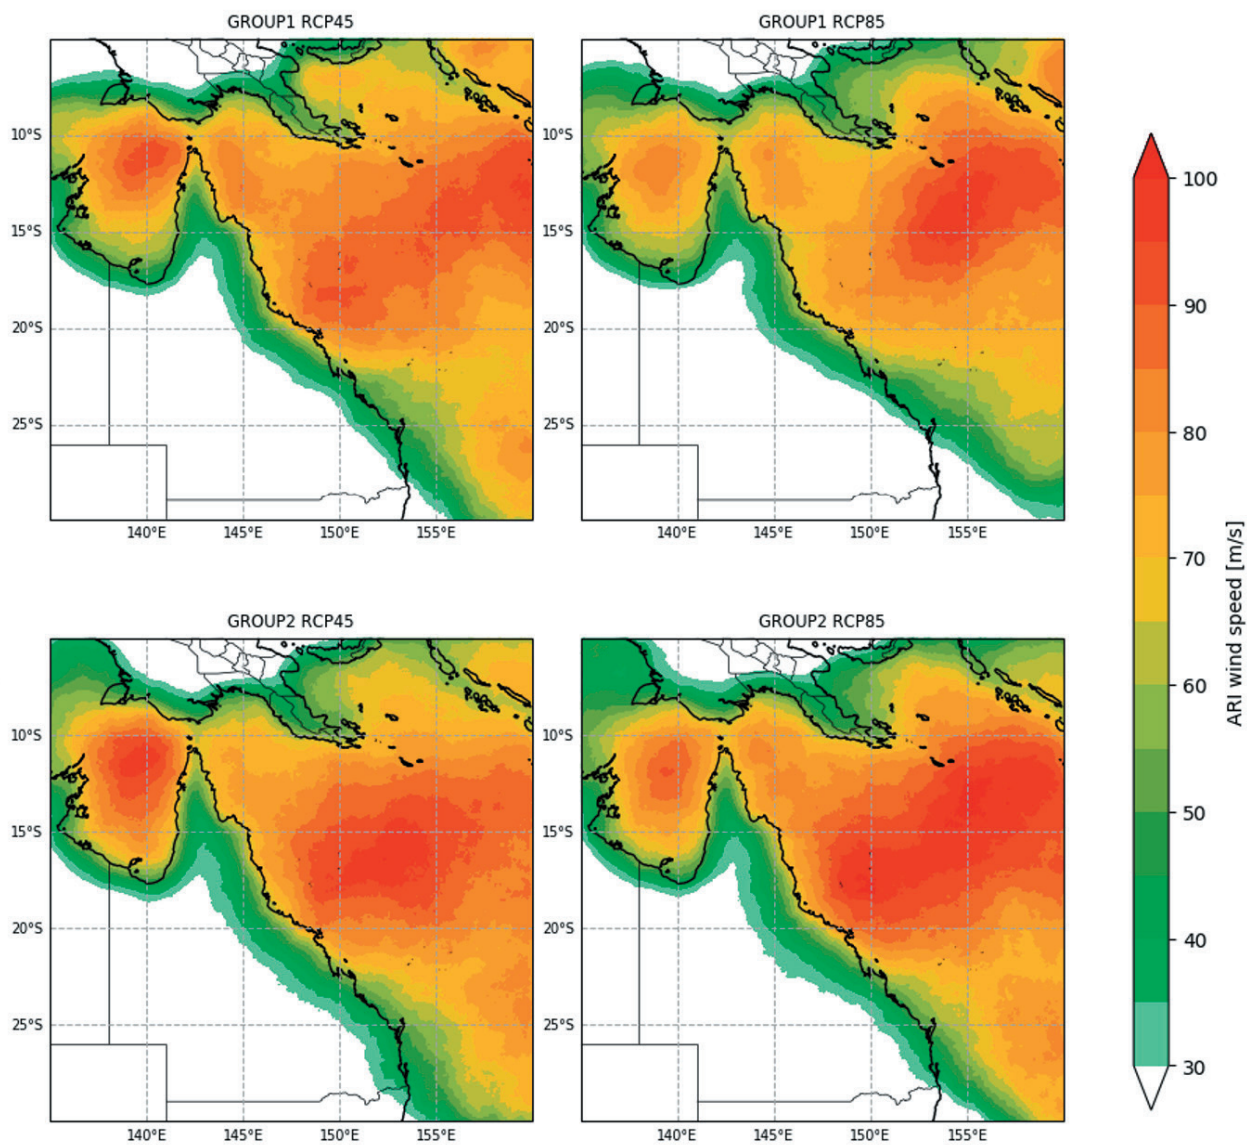 GROUP1 RCP45
GROUP1 RCP85
10°S
15°S
20°S
25°S
10°S
15°S
20°S
25°S
140°E 145°E 150°E 155°E
140°E 145°E 150°E 155°E
GROUP2 RCP45
GROUP2 RCP85
10°S
15°S
20°S
25°S
10°S
15°S
20°S
25°S
140°E 145°E 150°E 155°E
140°E 145°E 150°E 155°E
100
90
80
70
60
50
40
30
ARI wind speed [m/s]